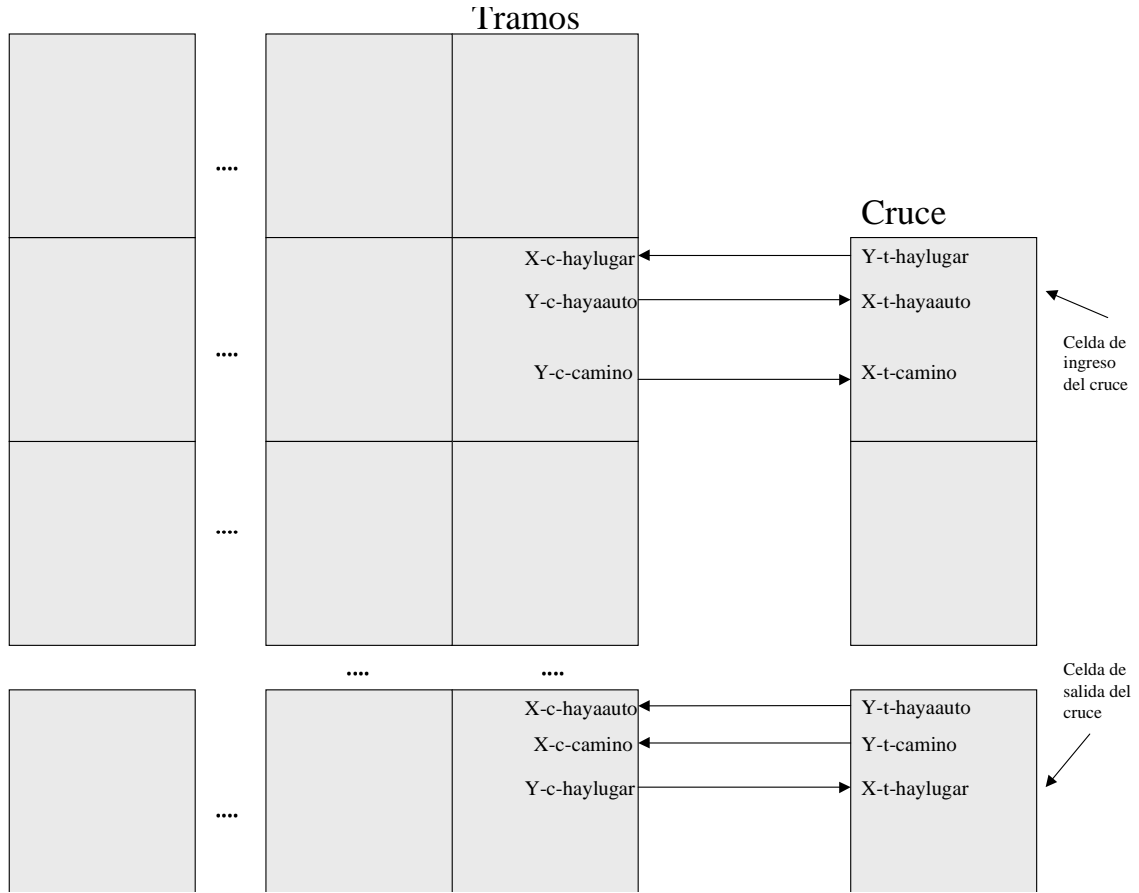 Tramos
....
Cruce
X-c-haylugar
Y-t-haylugar
Y-c-hayaauto
X-t-hayaauto
Celda de
ingreso
del cruce
....
Y-c-camino
X-t-camino
....
....
....
Celda de
salida del
cruce
X-c-hayaauto
Y-t-hayaauto
X-c-camino
Y-t-camino
Y-c-haylugar
X-t-haylugar
....